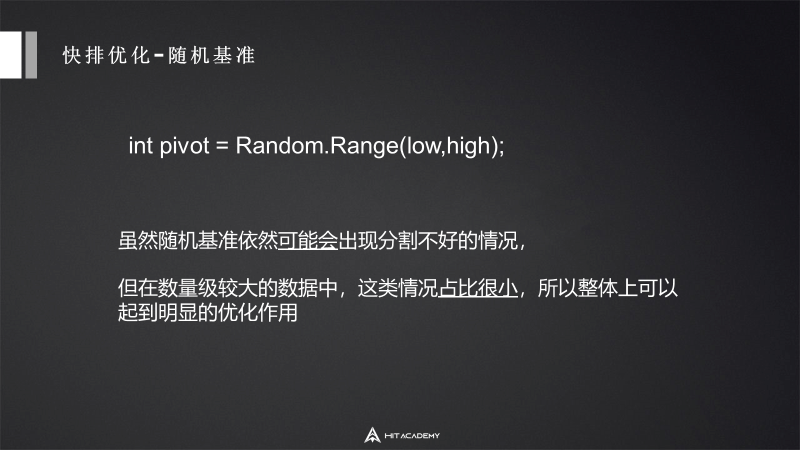 快排优化-随机基准
int pivot = Random.Range(low,high);
虽然随机基准依然可能会出现分割不好的情况，
但在数量级较大的数据中，这类情况占比很小，所以整体上可以
起到明显的优化作用
HIT ACADEMY